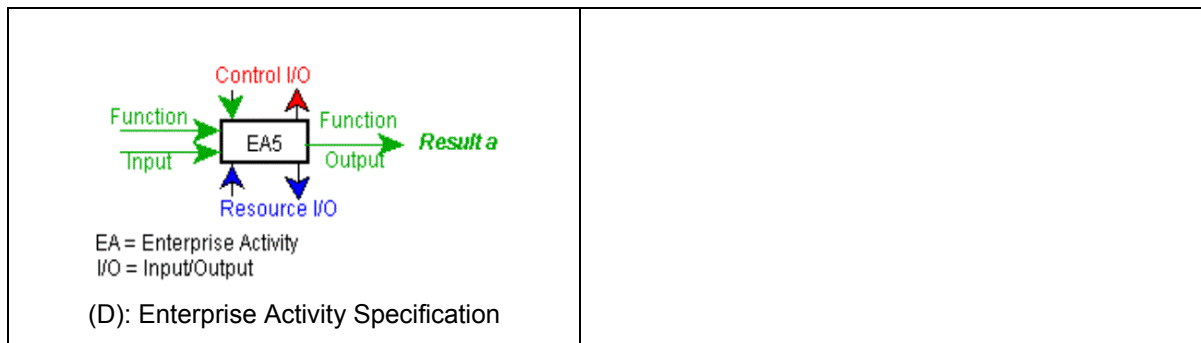 Control I/O
Function
Input
EA5
Function
Output
Result a
Resource I/O
EA = Enterprise Activity
I/O = Input/Output
(D): Enterprise Activity Specification